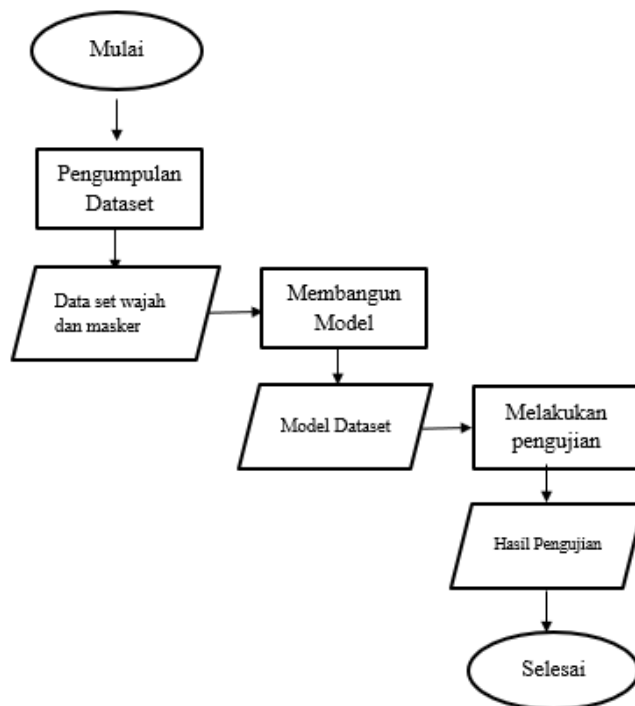 Mulai
Pengumpulan
Dataset
Data set wajah
dan masker
Membangun
Model
Model Dataset
Melakukan
pengujian
Hasil Pengujian
Selesai